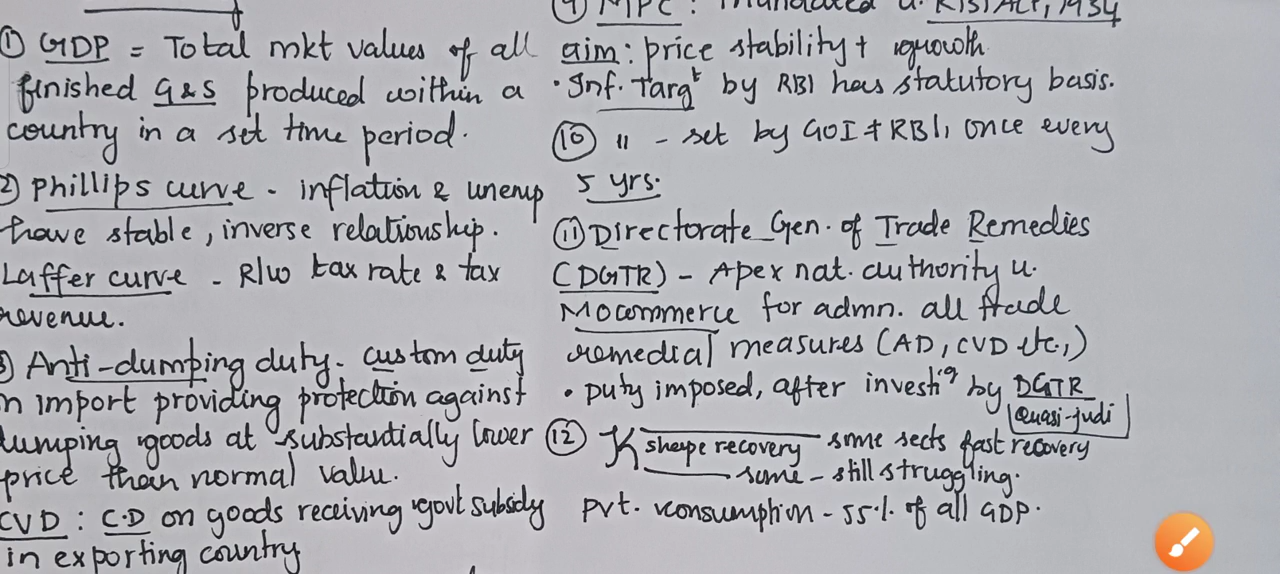 ① GDP = Total mkt values of all
finished G&S produced within a
country in a set time period.
2) Phillips curve - inflation & unemp
have stable, inverse relationship.
Laffer curve - R/w tax rate & tax
revenue.
Anti-dumping duty - custom duty
n import providing protection against
dumping goods at substantially lower
price than normal value.
CVD : C.D on goods receiving govt subsidy
in exporting country
9) MPC : u. RBI Act, 1934
aim : price stability + growth
• Inf. Targᵗ by RBI has statutory basis.
⑩ " - set by GOI & RBI, once every
5 yrs.
⑪ Directorate Gen. of Trade Remedies
(DGTR) - Apex nat. authority u.
MoCommerce for admn. all trade
remedial measures (AD, CVD etc.,)
• Duty imposed, after investiⁿᵍ by DGTR
Quasi-judi
⑫ K shape recovery - some sects fast recovery
some - still struggling.
Pvt. consumption - 55% of all GDP.